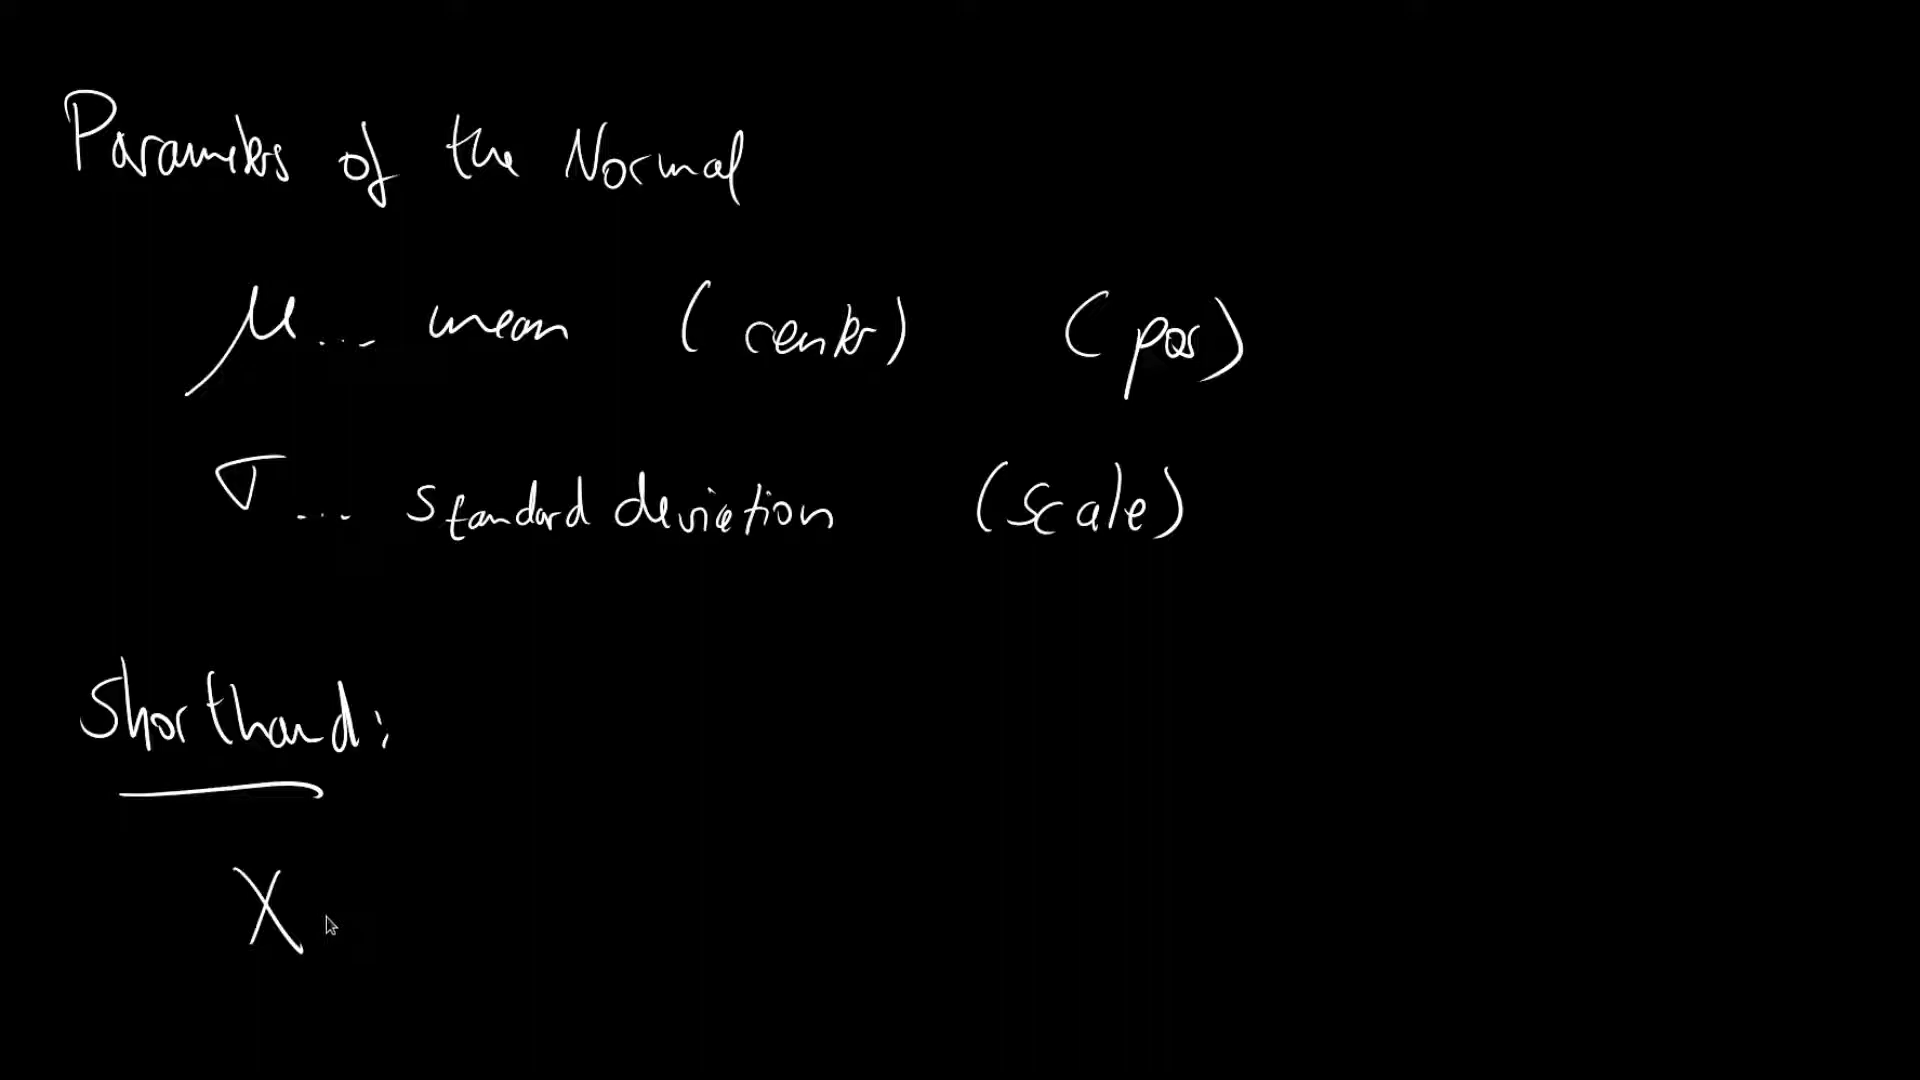 Parameters of the Normal
μ... mean (center) (pos)
σ... standard deviation (scale)
Shorthand:
X